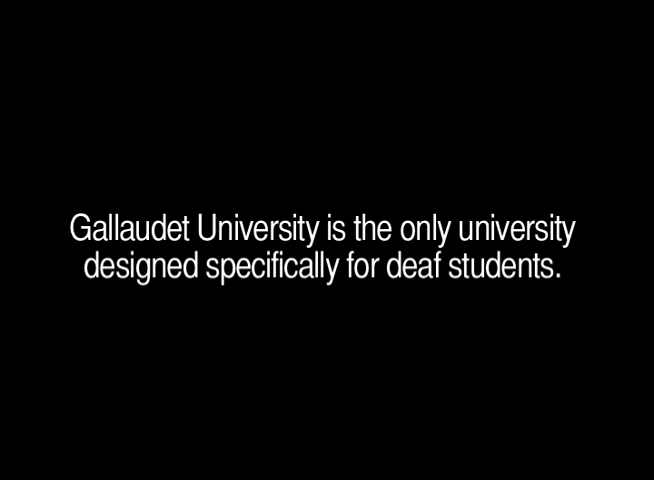 Gallaudet University is the only university
designed specifically for deaf students.